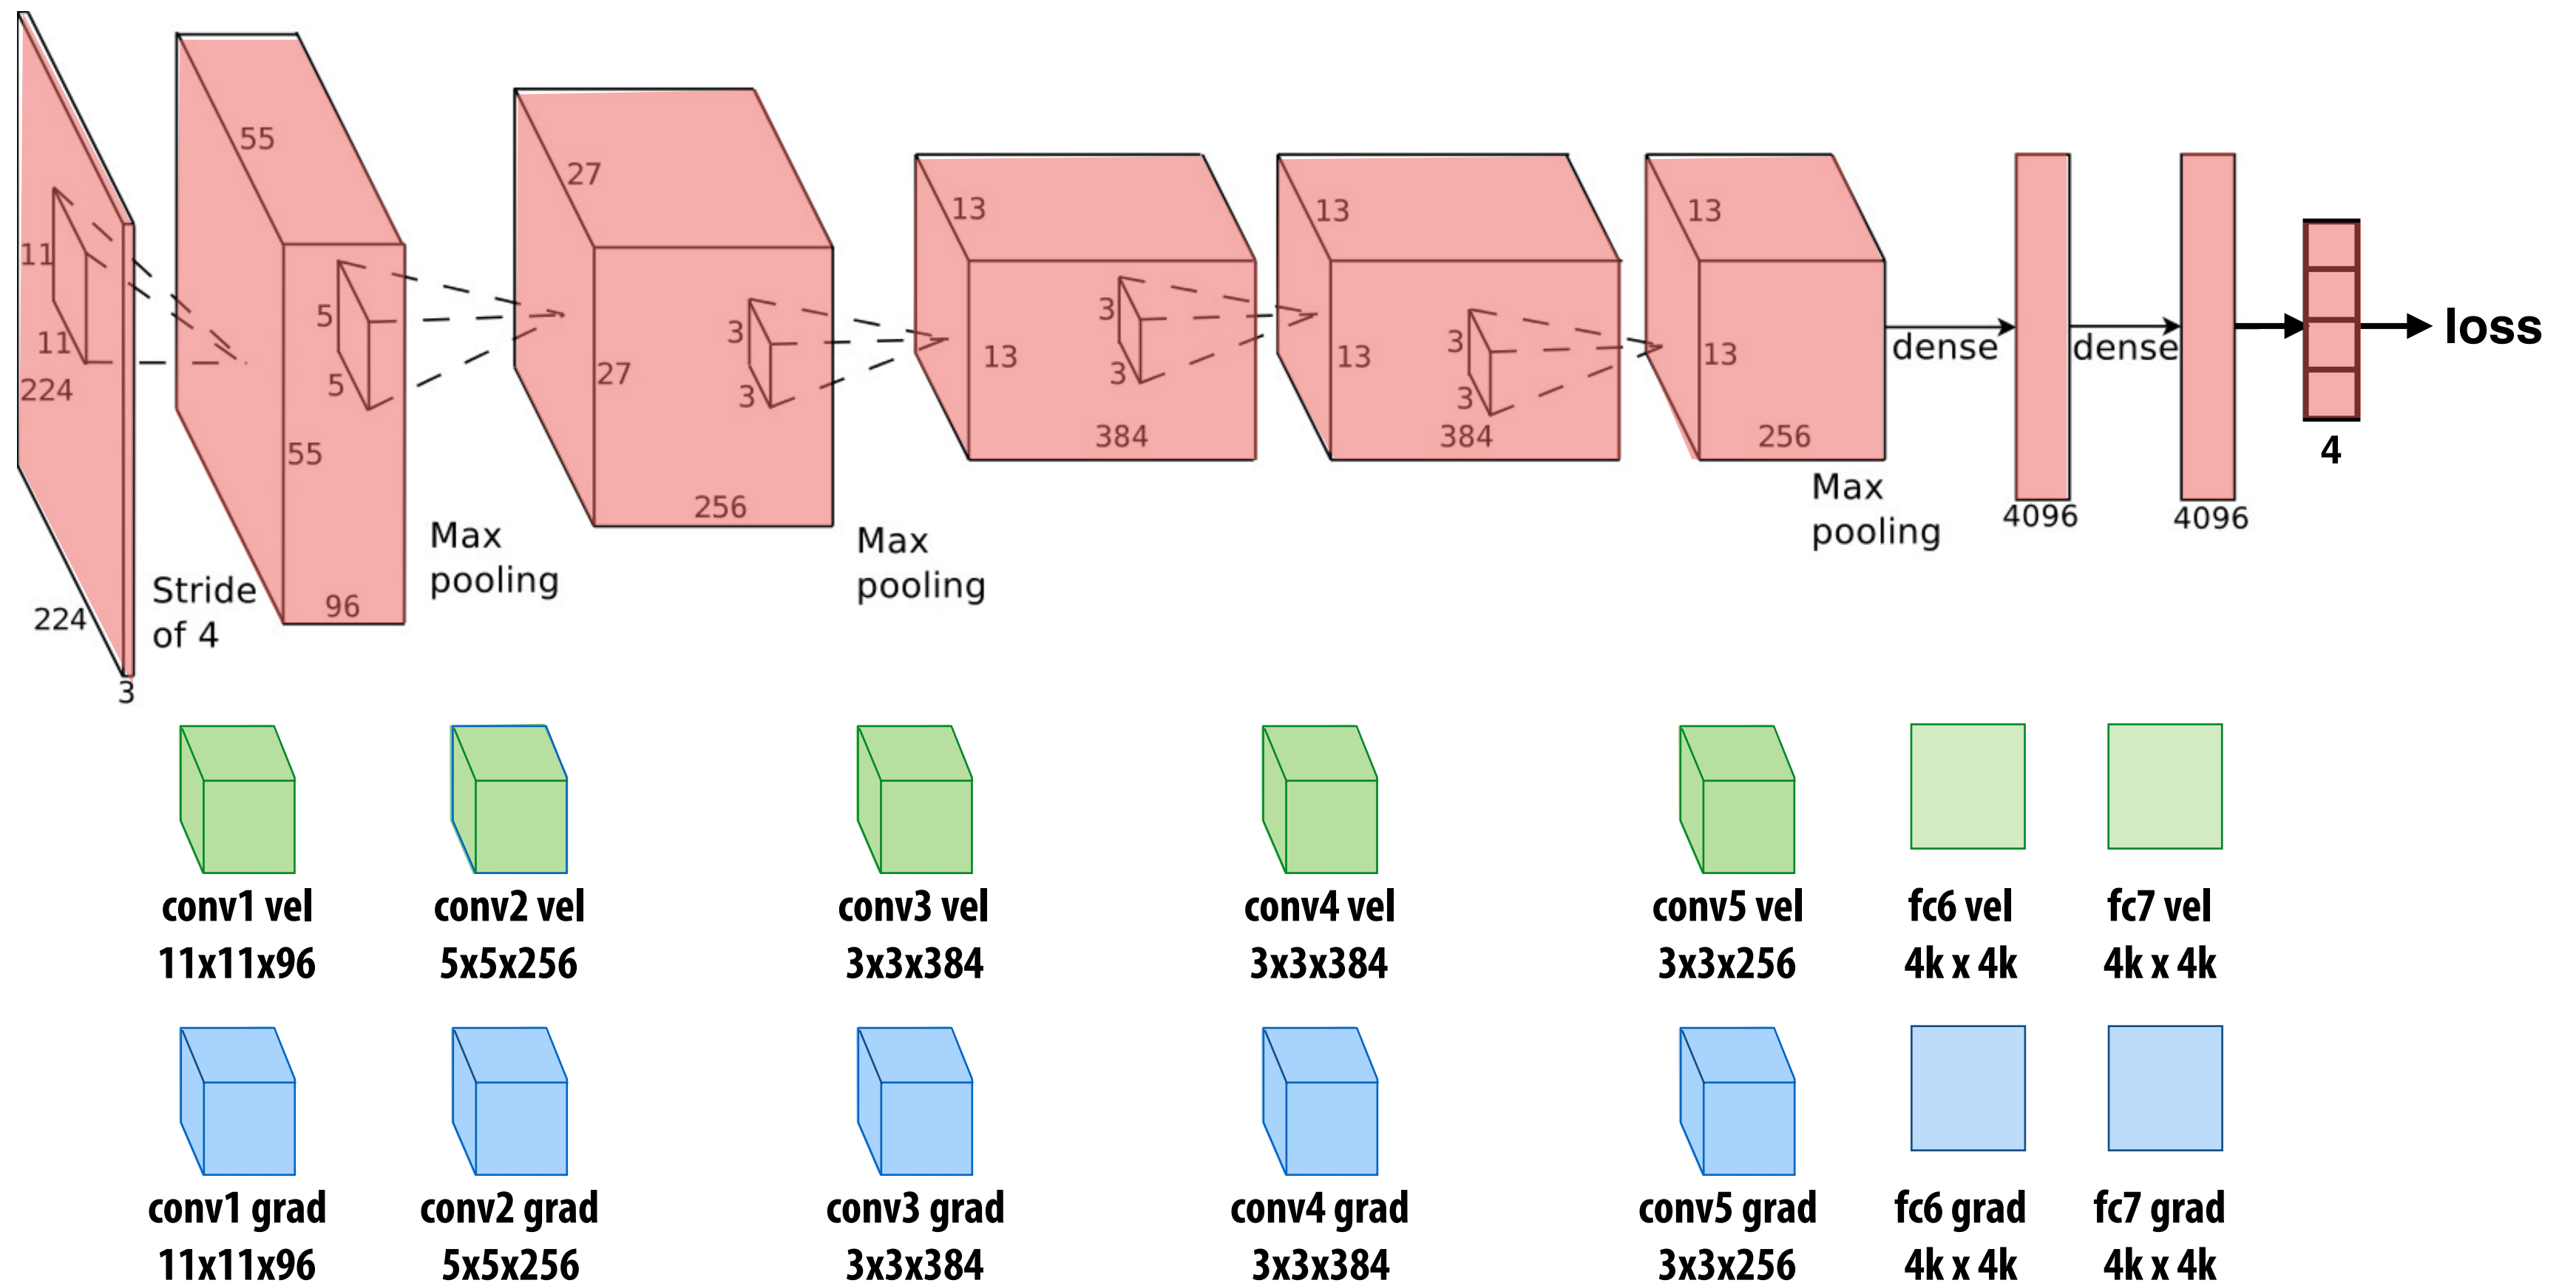 55
27
13
13
13
11
11
224
224
3
Stride
of 4
5
5
55
96
Max
pooling
3
3
27
256
Max
pooling
3
3
13
384
3
3
13
384
13
256
Max
pooling
dense
dense
4096
4096
4
loss
conv1 vel
11x11x96
conv2 vel
5x5x256
conv3 vel
3x3x384
conv4 vel
3x3x384
conv5 vel
3x3x256
fc6 vel
4k x 4k
fc7 vel
4k x 4k
conv1 grad
11x11x96
conv2 grad
5x5x256
conv3 grad
3x3x384
conv4 grad
3x3x384
conv5 grad
3x3x256
fc6 grad
4k x 4k
fc7 grad
4k x 4k